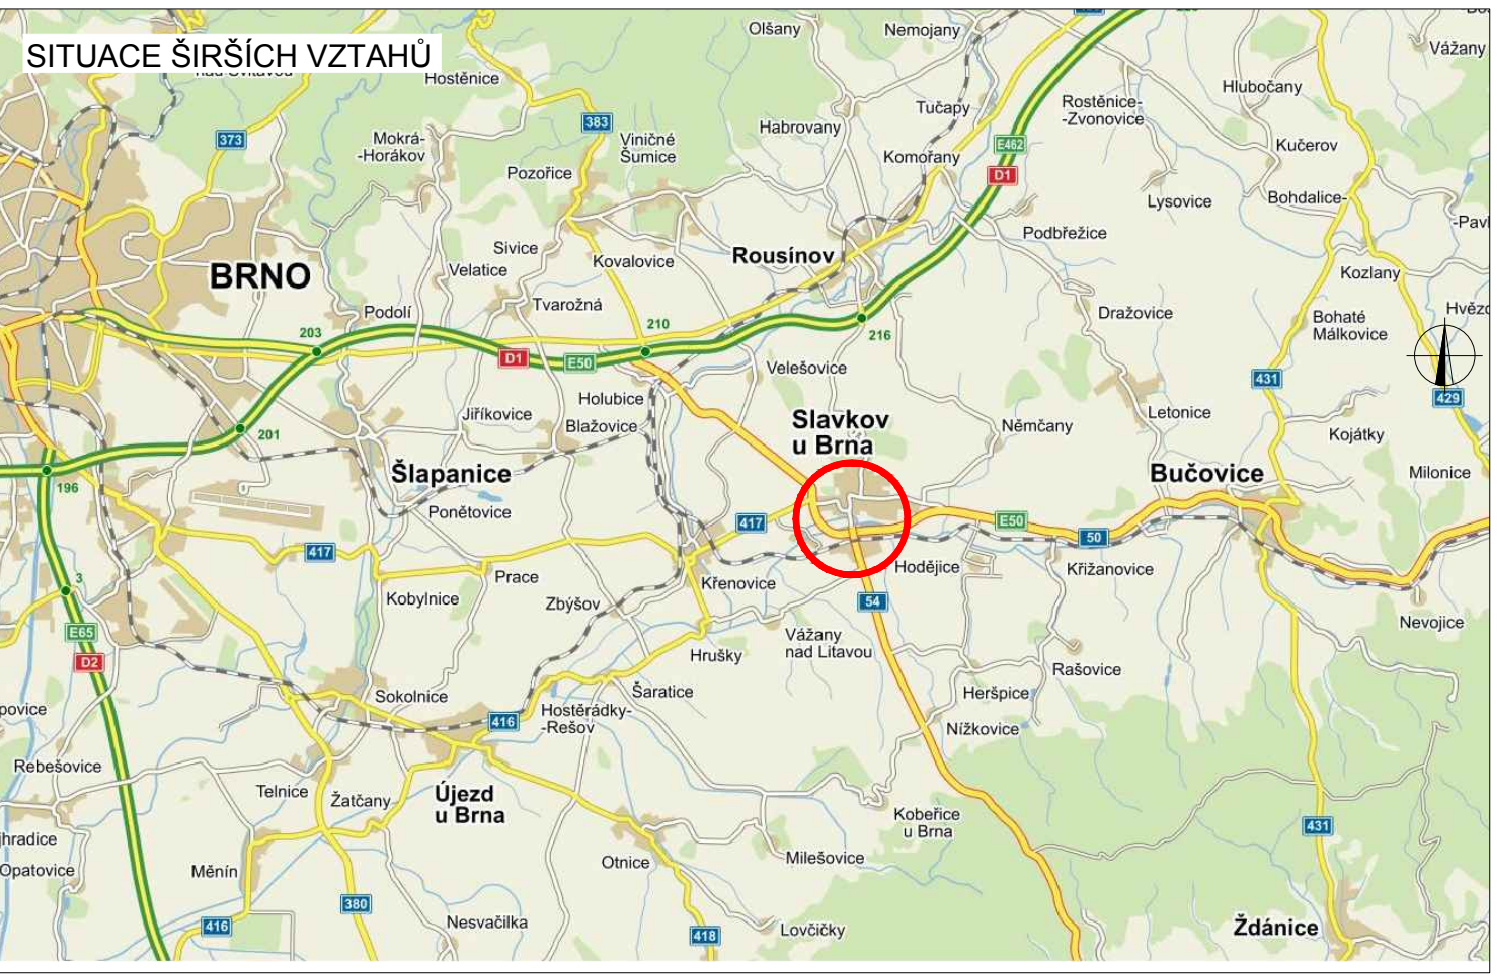 SITUACE ŠIRŠÍCH VZTAHŮ
Olšany
Nemojany
Vážany
Hostěnice
Hlubočany
Tučapy
Rostěnice-
-Zvonovice
383
373
Mokrá-
-Horákov
Viničné
Šumice
Habrovany
E462
Kučerov
Komořany
Pozořice
D1
Lysovice
Bohdalice-
-Pavl
Podbřežice
Sivice
Rousínov
BRNO
Velatice
Kovalovice
Kozlany
Tvarožná
Podolí
Dražovice
Bohaté
Málkovice
Hvězd
203
210
216
D1
E50
Velešovice
431
429
Holubice
Jiříkovice
Blažovice
Slavkov
u Brna
Němčany
Letonice
Kojátky
201
Šlapanice
Bučovice
Milonice
196
Ponětovice
417
417
E50
50
Prace
Křenovice
Hodějice
Křižanovice
3
Kobylnice
Zbýšov
54
Nevojice
E65
D2
Vážany
nad Litavou
Hrušky
Rašovice
Sokolnice
Šaratice
Heršpice
povice
416
Hostěrádky-
-Rešov
Nížkovice
Rebešovice
Telnice
Žatčany
Újezd
u Brna
Kobeřice
u Brna
431
jhradice
Opatovice
Měnín
Otnice
Milešovice
380
416
Nesvačilka
418
Lovčičky
Ždánice